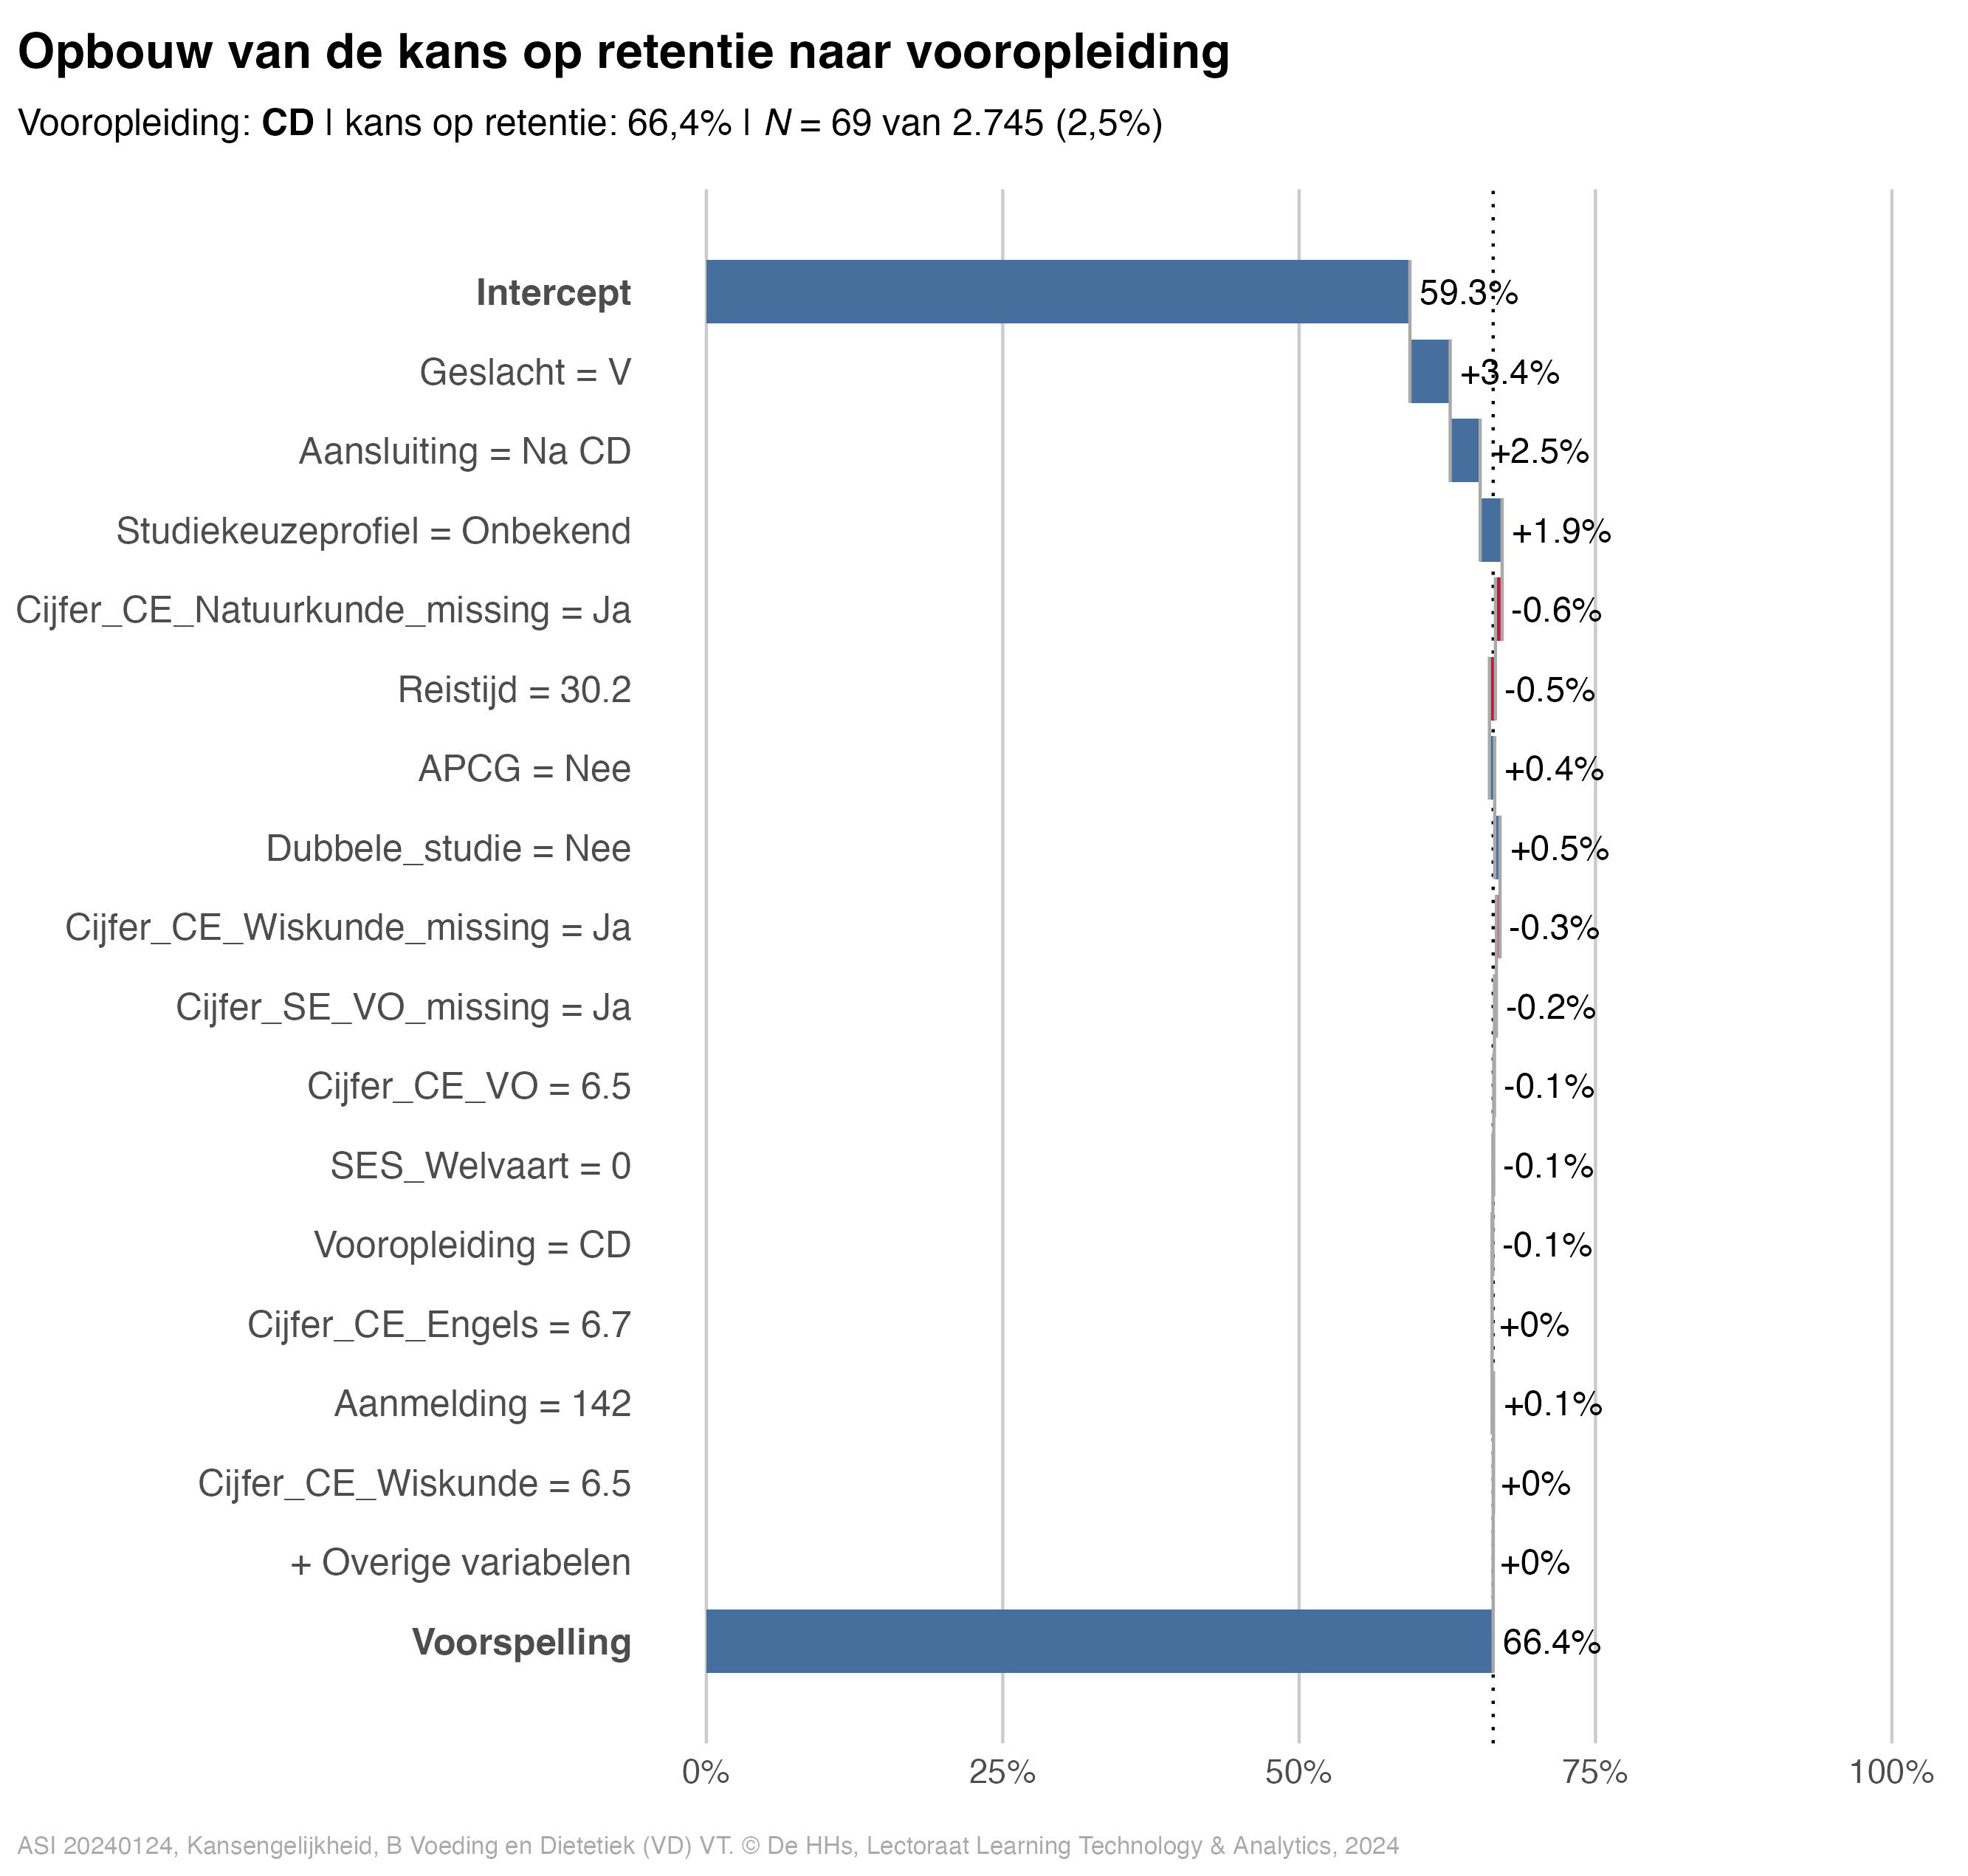 Opbouw van de kans op retentie naar vooropleiding
Vooropleiding: CD | kans op retentie: 66,4% | N = 69 van 2.745 (2,5%)
Intercept 59.3%
Geslacht = V +3.4%
Aansluiting = Na CD +2.5%
Studiekeuzeprofiel = Onbekend +1.9%
Cijfer_CE_Natuurkunde_missing = Ja -0.6%
Reistijd = 30.2 -0.5%
APCG = Nee +0.4%
Dubbele_studie = Nee +0.5%
Cijfer_CE_Wiskunde_missing = Ja -0.3%
Cijfer_SE_VO_missing = Ja -0.2%
Cijfer_CE_VO = 6.5 -0.1%
SES_Welvaart = 0 -0.1%
Vooropleiding = CD -0.1%
Cijfer_CE_Engels = 6.7 +0%
Aanmelding = 142 +0.1%
Cijfer_CE_Wiskunde = 6.5 +0%
+ Overige variabelen +0%
Voorspelling 66.4%
0% 25% 50% 75% 100%
ASI 20240124, Kansengelijkheid, B Voeding en Dietetiek (VD) VT. © De HHs, Lectoraat Learning Technology & Analytics, 2024